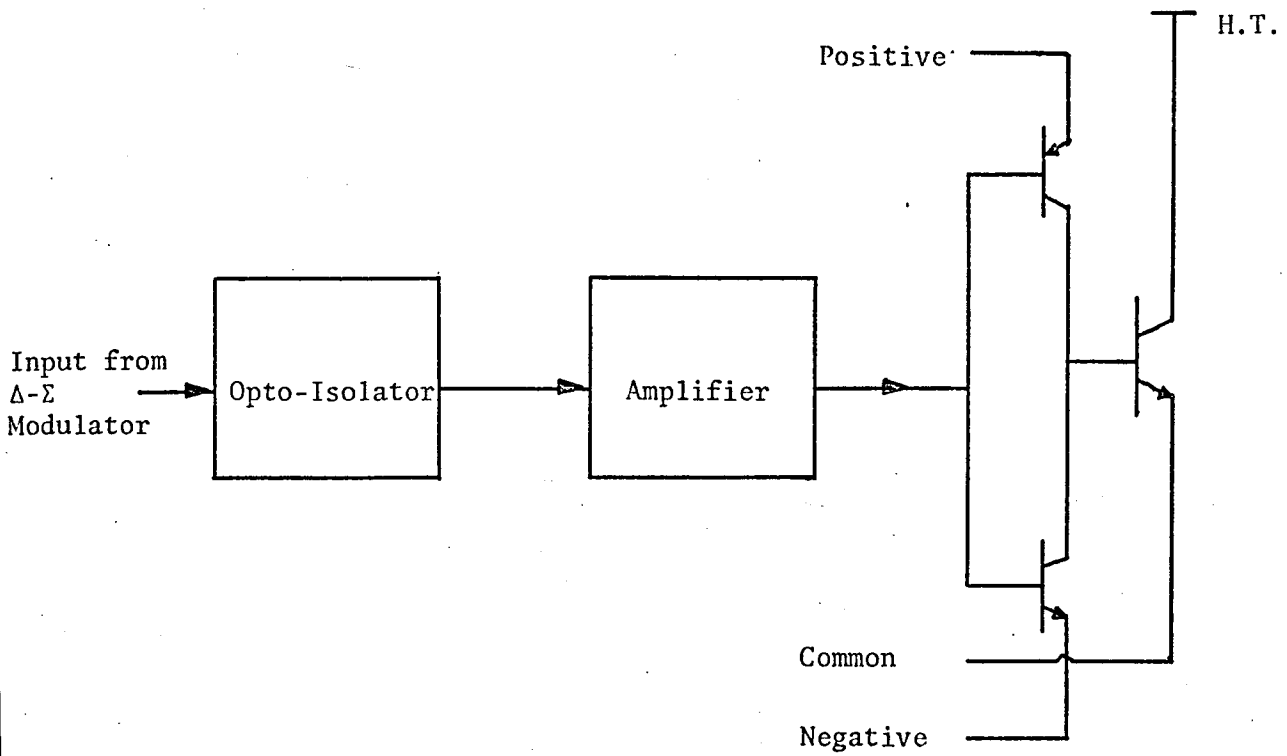 H.T.
Positive
Input from
Δ-Σ
Modulator
Opto-Isolator
Amplifier
Common
Negative